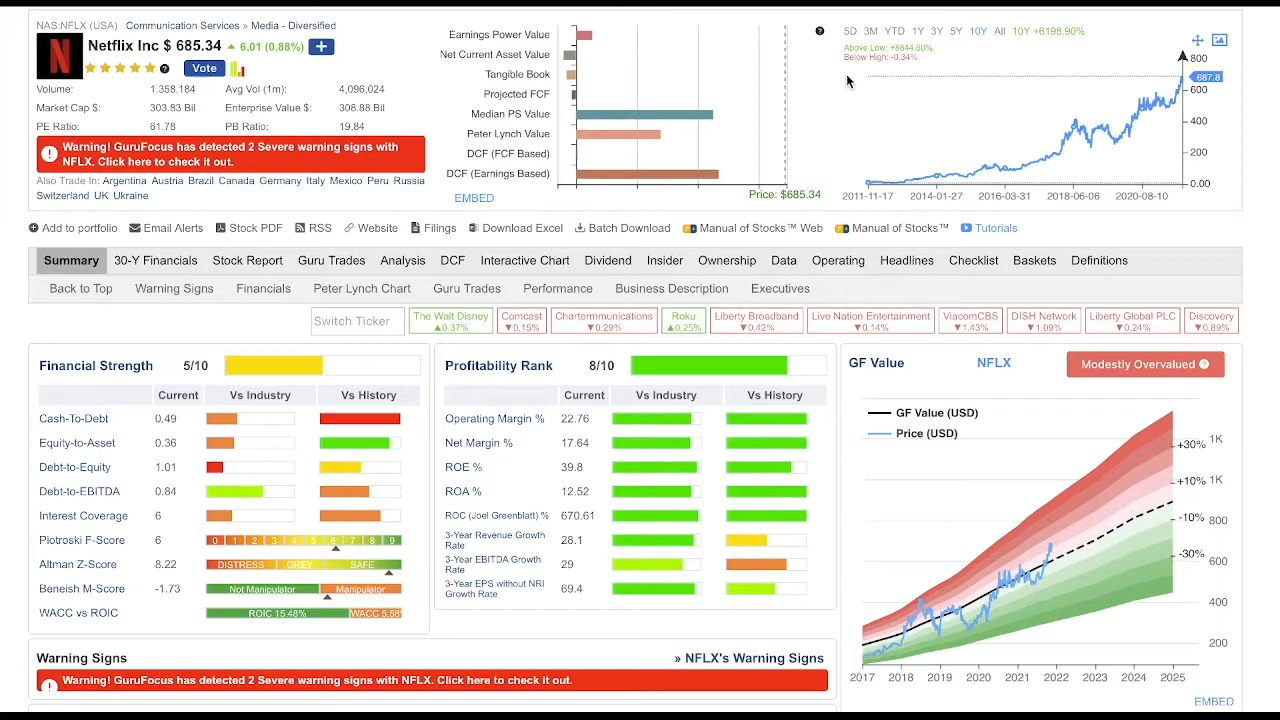 NAS:NFLX (USA) Communication Services » Media - Diversified
Netflix Inc $ 685.34 6.01 (0.88%) +
Vote
Volume: 1,358,184 Avg Vol (1m): 4,096,024
Market Cap $: 303.83 Bil Enterprise Value $: 308.88 Bil
PE Ratio: 61.78 PB Ratio: 19.84
Warning! GuruFocus has detected 2 Severe warning signs with
NFLX. Click here to check it out.
Also Trade In: Argentina Austria Brazil Canada Germany Italy Mexico Peru Russia
Switzerland UK Ukraine
Earnings Power Value
Net Current Asset Value
Tangible Book
Projected FCF
Median PS Value
Peter Lynch Value
DCF (FCF Based)
DCF (Earnings Based)
Price: $685.34
EMBED
5D 3M YTD 1Y 3Y 5Y 10Y All 10Y +6198.90%
Above Low: +8844.60%
Below High: -0.34%
800
687.8
600
400
200
0.00
2011-11-17 2014-01-27 2016-03-31 2018-06-06 2020-08-10
Add to portfolio Email Alerts Stock PDF RSS Website Filings Download Excel Batch Download Manual of Stocks™ Web Manual of Stocks™ Tutorials
Summary 30-Y Financials Stock Report Guru Trades Analysis DCF Interactive Chart Dividend Insider Ownership Data Operating Headlines Checklist Baskets Definitions
Back to Top Warning Signs Financials Peter Lynch Chart Guru Trades Performance Business Description Executives
Switch Ticker
The Walt Disney
▲0.37%
Comcast
▼0.15%
Chartermmunications
▼0.29%
Roku
▲0.25%
Liberty Broadband
▼0.42%
Live Nation Entertainment
▼0.14%
ViacomCBS
▼1.43%
DISH Network
▼1.09%
Liberty Global PLC
▼0.24%
Discovery
▼0.89%
Financial Strength 5/10
Current Vs Industry Vs History
Cash-To-Debt 0.49
Equity-to-Asset 0.36
Debt-to-Equity 1.01
Debt-to-EBITDA 0.84
Interest Coverage 6
Piotroski F-Score 6 0 1 2 3 4 5 6 7 8 9
Altman Z-Score 8.22 DISTRESS GREY SAFE
Beneish M-Score -1.73 Not Manipulator Manipulator
WACC vs ROIC ROIC 15.48% WACC 5.58%
Profitability Rank 8/10
Current Vs Industry Vs History
Operating Margin % 22.76
Net Margin % 17.64
ROE % 39.8
ROA % 12.52
ROC (Joel Greenblatt) % 670.61
3-Year Revenue Growth
Rate 28.1
3-Year EBITDA Growth
Rate 29
3-Year EPS without NRI
Growth Rate 69.4
GF Value NFLX Modestly Overvalued
GF Value (USD)
Price (USD)
+30% 1K
+10% 1K
-10% 800
-30% 600
400
200
2017 2018 2019 2020 2021 2022 2023 2024 2025
EMBED
Warning Signs » NFLX's Warning Signs
Warning! GuruFocus has detected 2 Severe warning signs with NFLX. Click here to check it out.